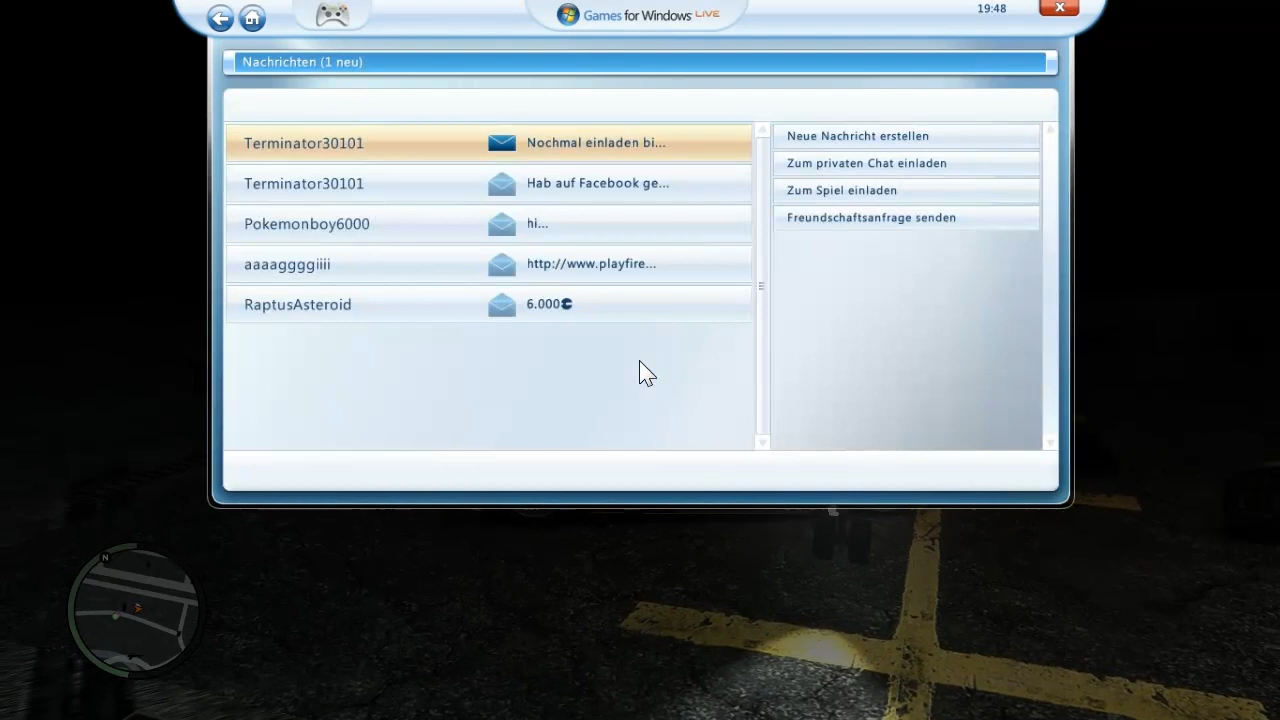 Games for Windows LIVE
19:48
Nachrichten (1 neu)
Terminator30101 Nochmal einladen bi...
Terminator30101 Hab auf Facebook ge...
Pokemonboy6000 hi...
aaaaggggiiii http://www.playfire...
RaptusAsteroid 6.000
Neue Nachricht erstellen
Zum privaten Chat einladen
Zum Spiel einladen
Freundschaftsanfrage senden
N